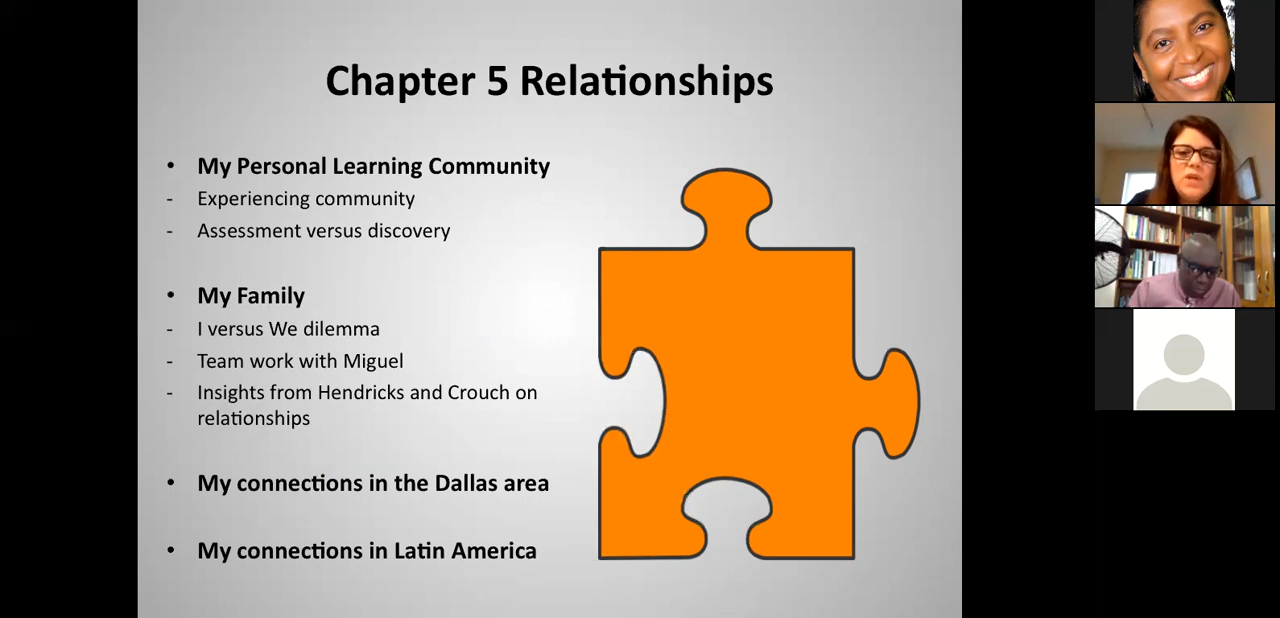 Chapter 5 Relationships
• My Personal Learning Community
- Experiencing community
- Assessment versus discovery
• My Family
- I versus We dilemma
- Team work with Miguel
- Insights from Hendricks and Crouch on
relationships
• My connections in the Dallas area
• My connections in Latin America